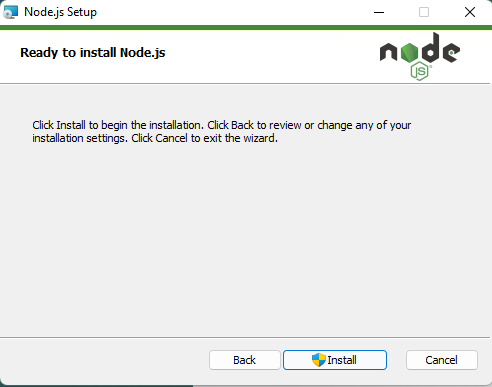 Node.js Setup
Ready to install Node.js
node
JS
Click Install to begin the installation. Click Back to review or change any of your
installation settings. Click Cancel to exit the wizard.
Back
Install
Cancel